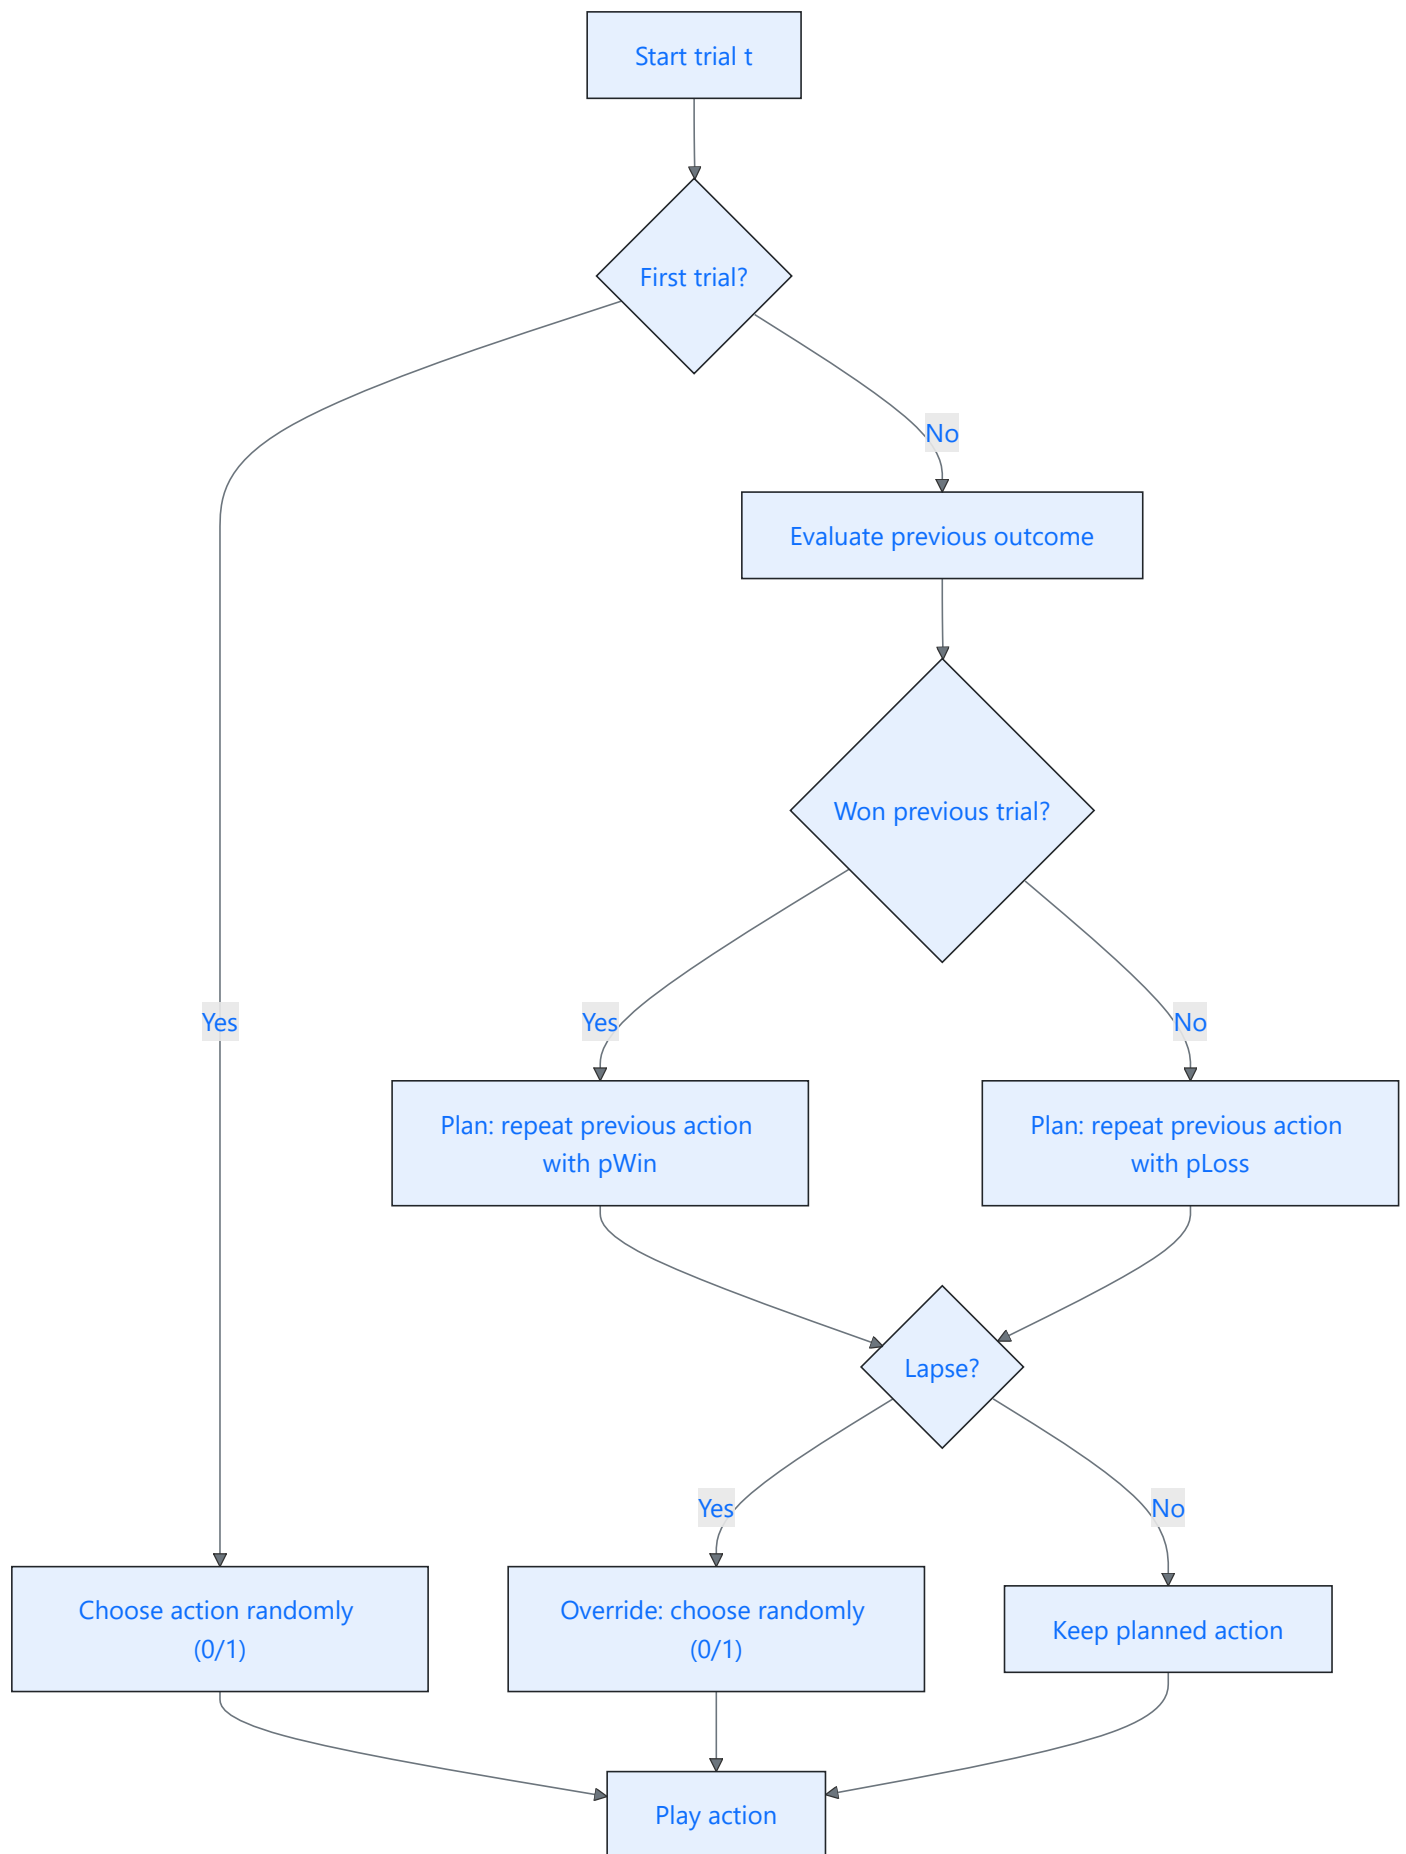 Start trial t
First trial?
No
Evaluate previous outcome
Won previous trial?
Yes
Yes
No
Plan: repeat previous action
with pWin
Plan: repeat previous action
with pLoss
Lapse?
Yes
No
Choose action randomly
(0/1)
Override: choose randomly
(0/1)
Keep planned action
Play action